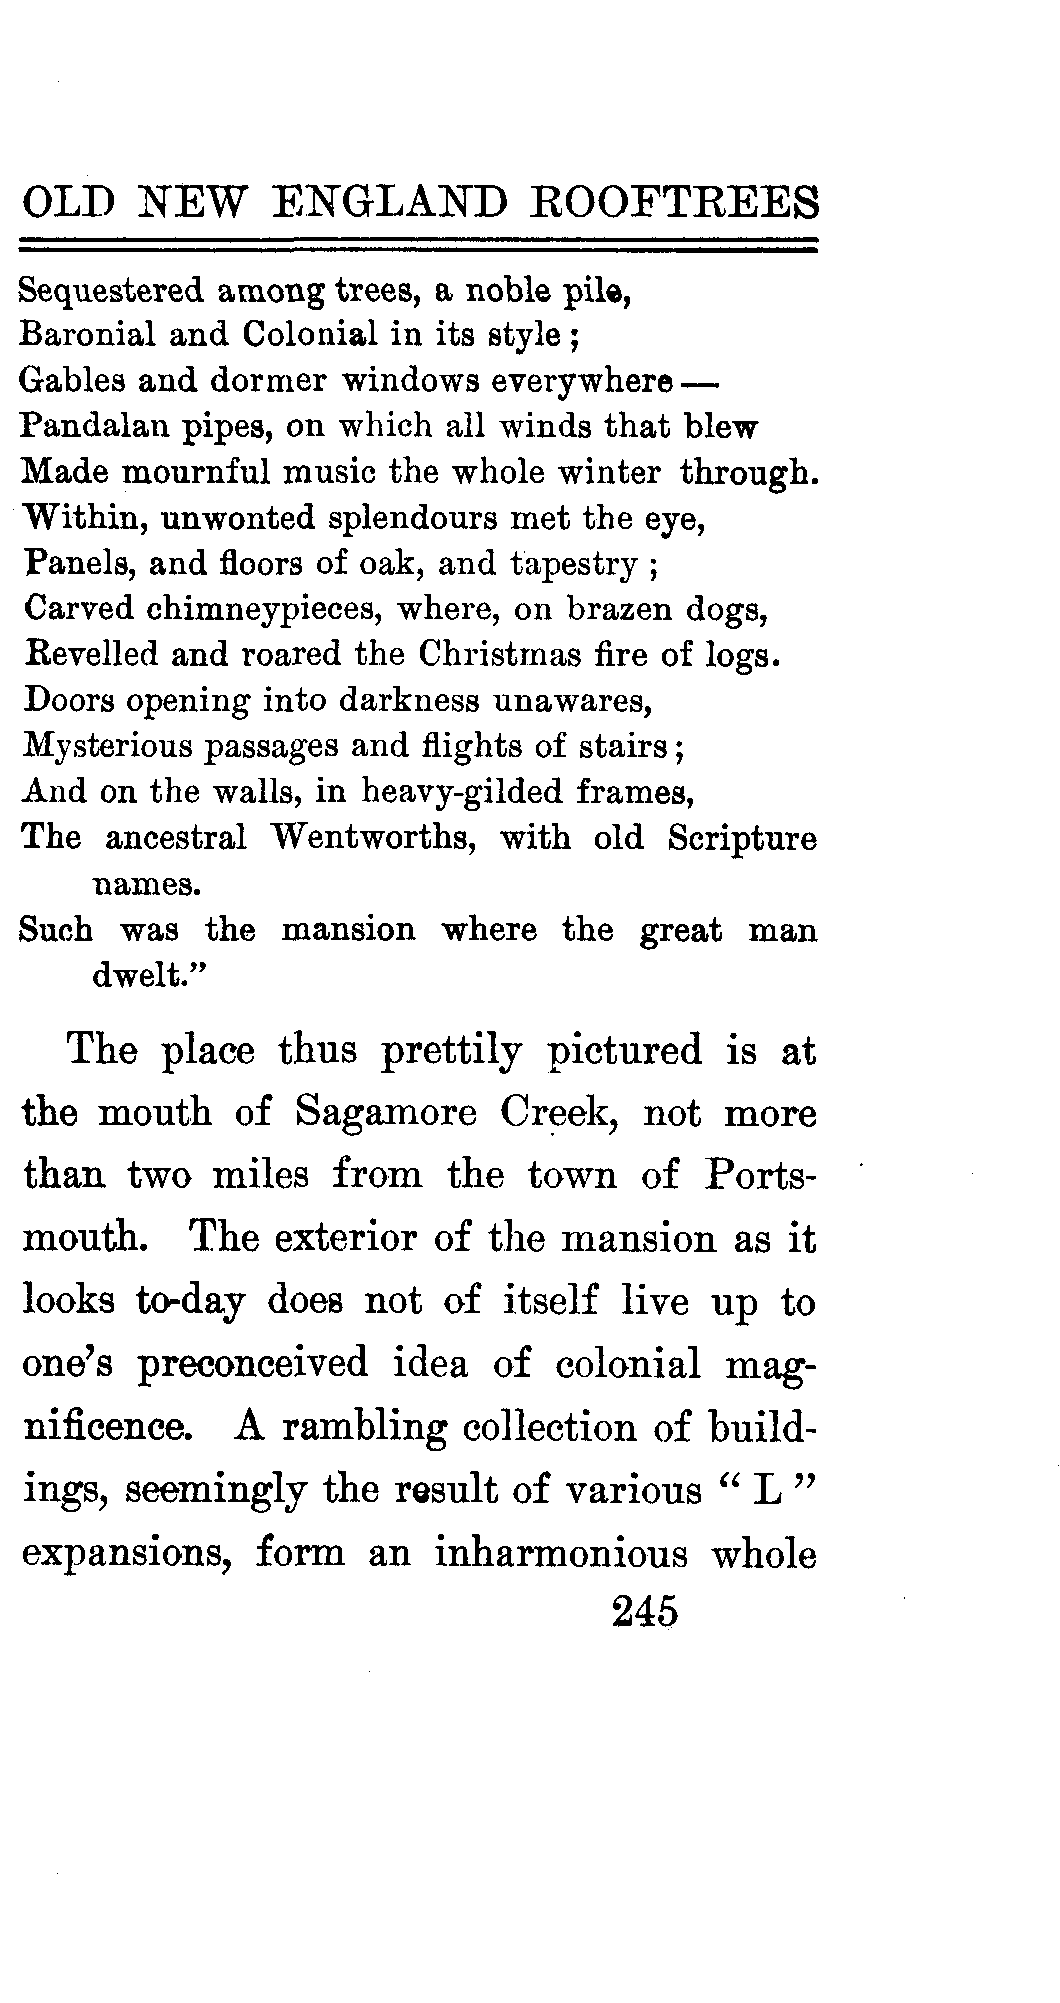 OLD NEW ENGLAND ROOFTREES
Sequestered among trees, a noble pile,
Baronial and Colonial in its style;
Gables and dormer windows everywhere—
Pandalan pipes, on which all winds that blew
Made mournful music the whole winter through.
Within, unwonted splendours met the eye,
Panels, and floors of oak, and tapestry;
Carved chimneypieces, where, on brazen dogs,
Revelled and roared the Christmas fire of logs.
Doors opening into darkness unawares,
Mysterious passages and flights of stairs;
And on the walls, in heavy-gilded frames,
The ancestral Wentworths, with old Scripture
names.
Such was the mansion where the great man
dwelt.”
The place thus prettily pictured is at
the mouth of Sagamore Creek, not more
than two miles from the town of Ports-
mouth. The exterior of the mansion as it
looks to-day does not of itself live up to
one’s preconceived idea of colonial mag-
nificence. A rambling collection of build-
ings, seemingly the result of various “ L ”
expansions, form an inharmonious whole
245